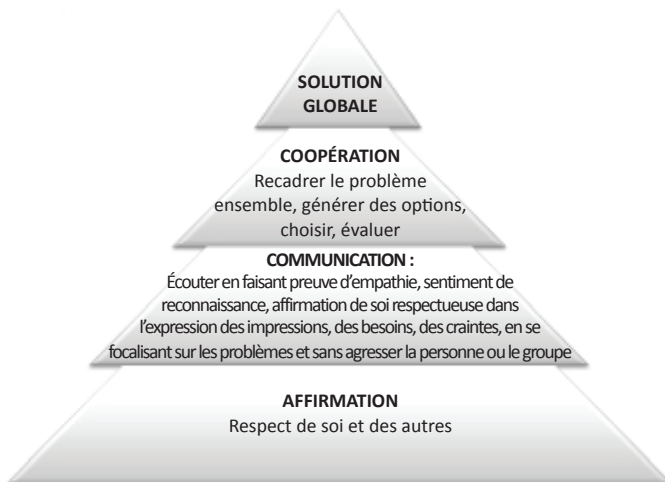 SOLUTION
GLOBALE
COOPÉRATION
Recadrer le problème
ensemble, générer des options,
choisir, évaluer
COMMUNICATION :
Écouter en faisant preuve d'empathie, sentiment de
reconnaissance, affirmation de soi respectueuse dans
l'expression des impressions, des besoins, des craintes, en se
focalisant sur les problèmes et sans agresser la personne ou le groupe
AFFIRMATION
Respect de soi et des autres